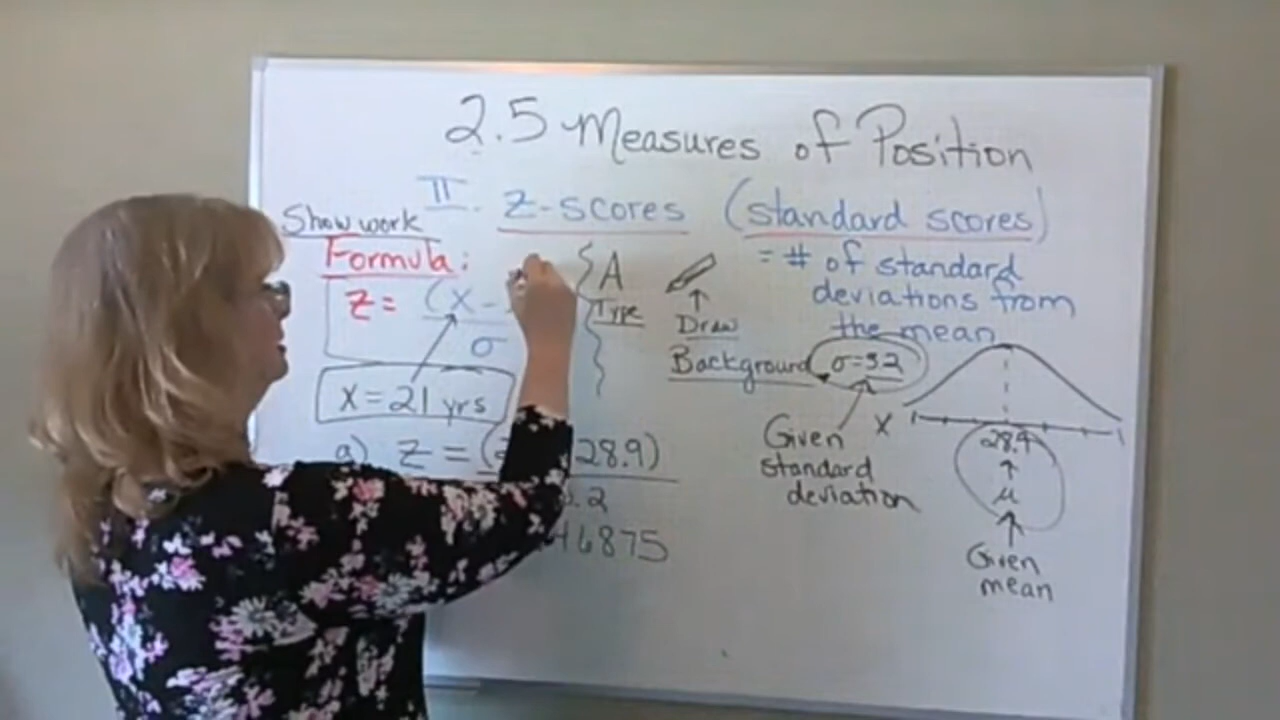 2.5 Measures of Position
II. z-scores (standard scores)
Show work
Formula:
z = (x -
σ
A
Type
Draw
= # of standard
deviations from
the mean
Background σ=3.2
x = 21 yrs
X
28.9
μ
Given
mean
Given
standard
deviation
a) z = ( 28.9)
.2
46875